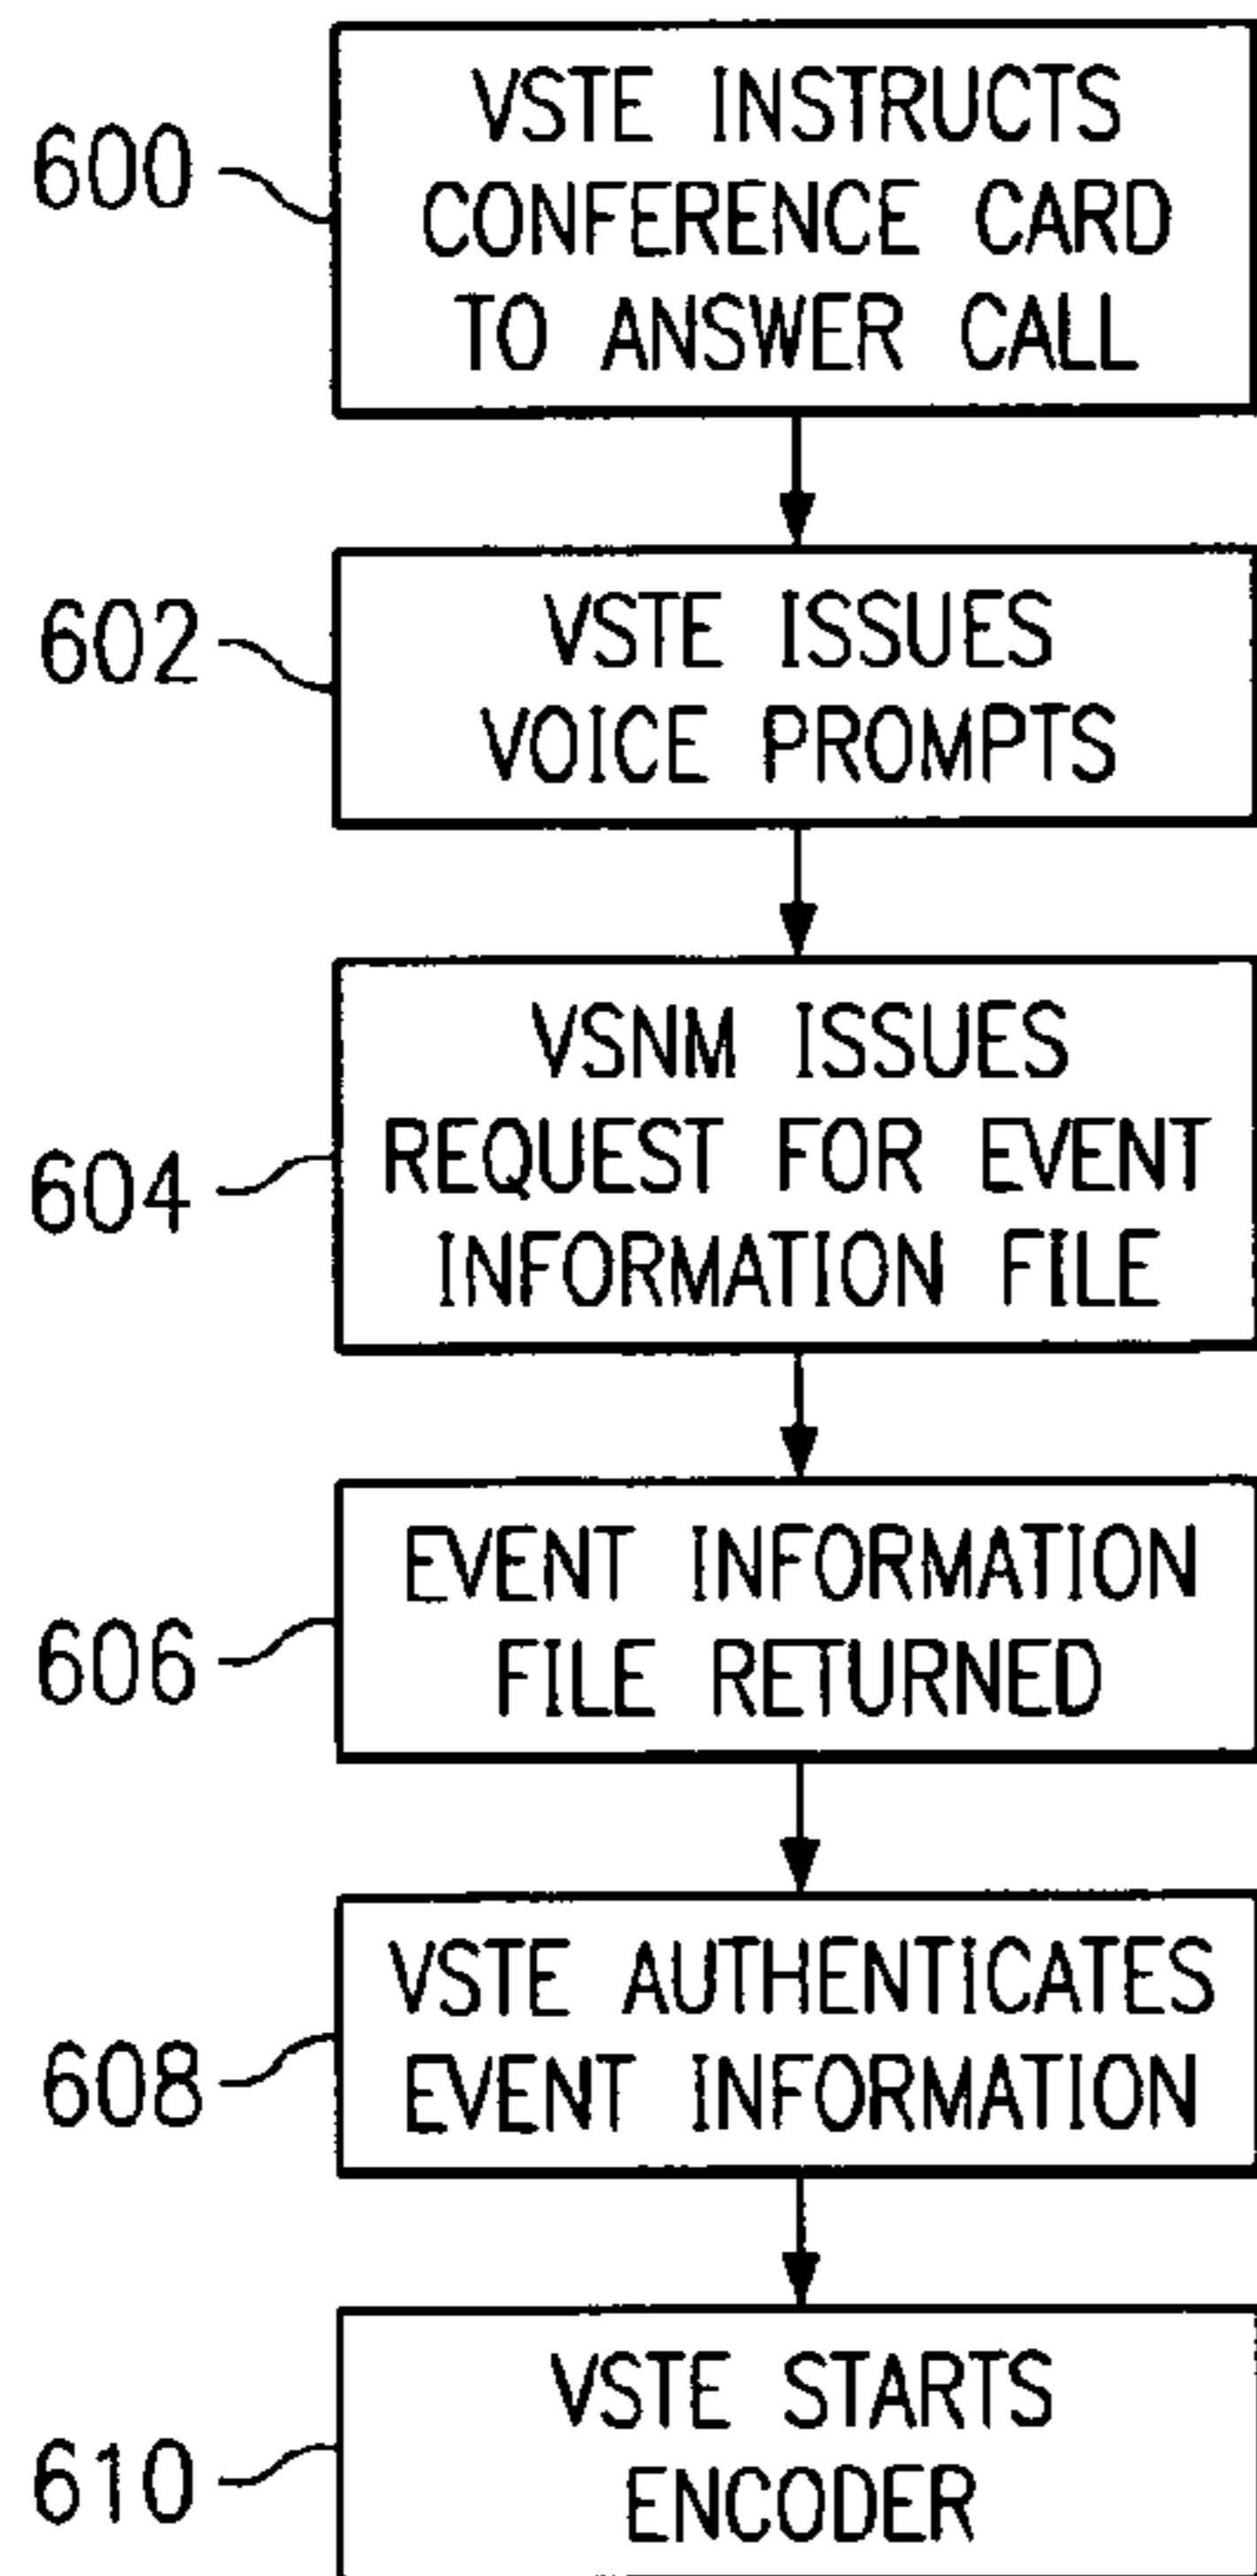 600
VSTE INSTRUCTS
CONFERENCE CARD
TO ANSWER CALL
602
VSTE ISSUES
VOICE PROMPTS
604
VSNM ISSUES
REQUEST FOR EVENT
INFORMATION FILE
606
EVENT INFORMATION
FILE RETURNED
608
VSTE AUTHENTICATES
EVENT INFORMATION
610
VSTE STARTS
ENCODER